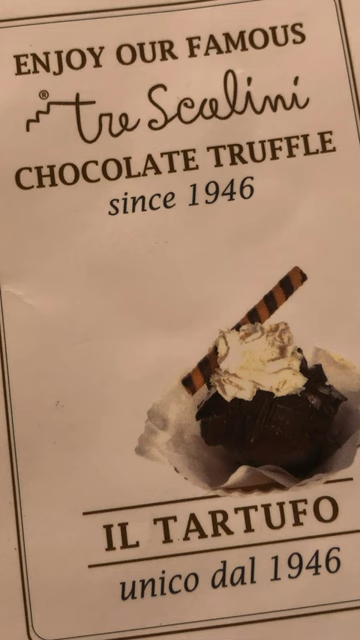 ENJOY OUR FAMOUS
® tre Scalini
CHOCOLATE TRUFFLE
since 1946
IL TARTUFO
unico dal 1946